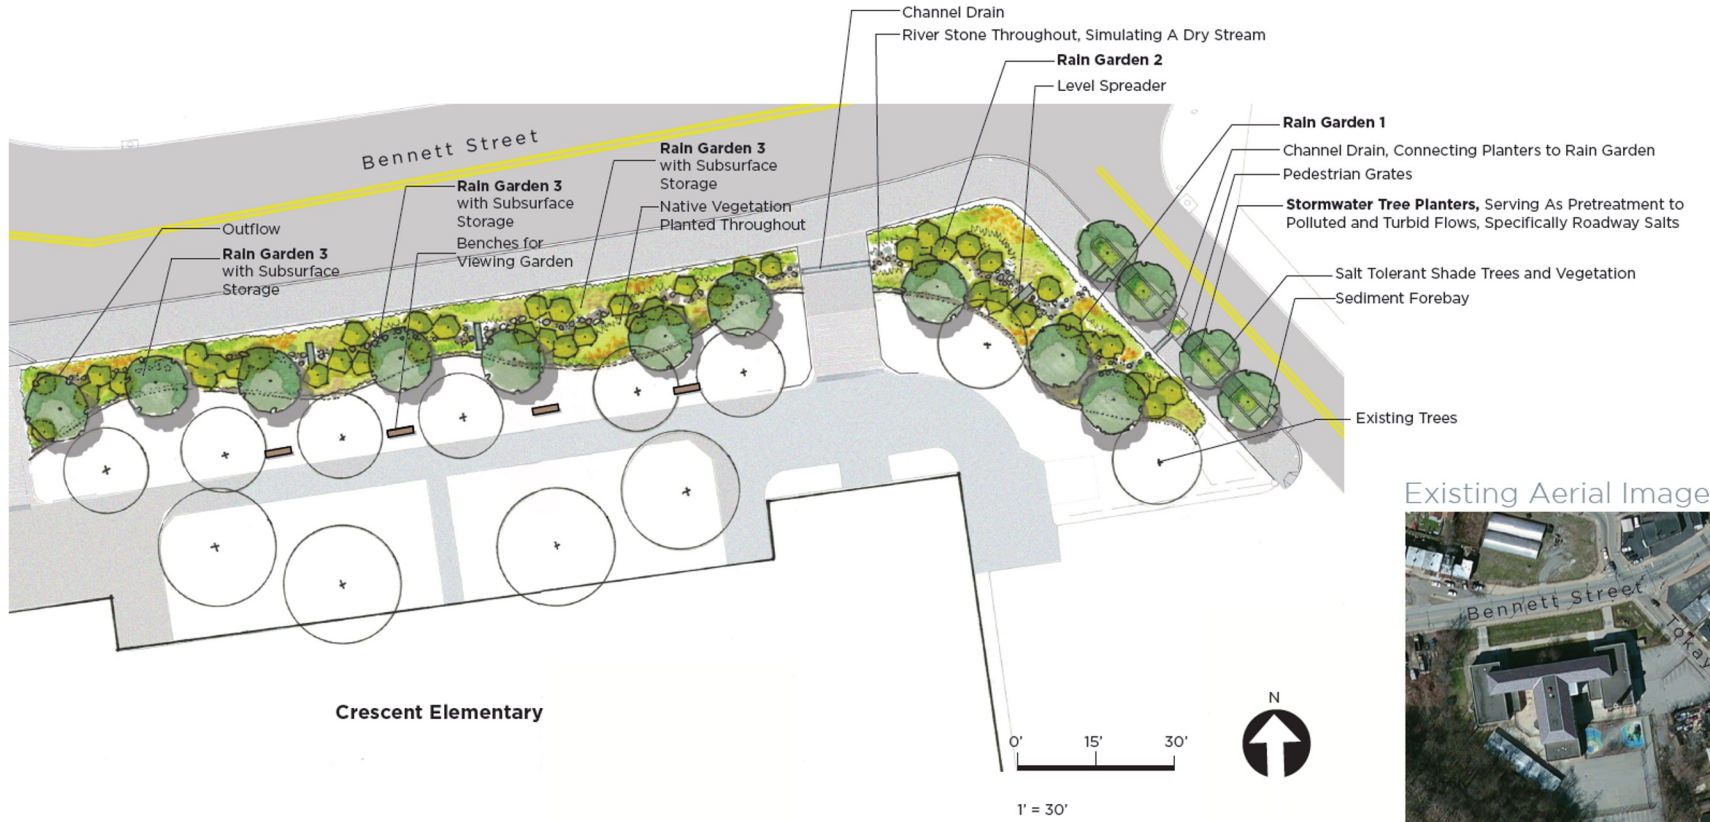 Channel Drain
River Stone Throughout, Simulating A Dry Stream
Rain Garden 2
Level Spreader
Rain Garden 1
Channel Drain, Connecting Planters to Rain Garden
Pedestrian Grates
Stormwater Tree Planters, Serving As Pretreatment to
Polluted and Turbid Flows, Specifically Roadway Salts
Salt Tolerant Shade Trees and Vegetation
Sediment Forebay
Existing Trees
Bennett Street
Rain Garden 3
with Subsurface
Storage
Native Vegetation
Planted Throughout
Rain Garden 3
with Subsurface
Storage
Benches for
Viewing Garden
Outflow
Rain Garden 3
with Subsurface
Storage
Crescent Elementary
0'
15'
30'
1' = 30'
N
Existing Aerial Image
Bennett Street
Tokay